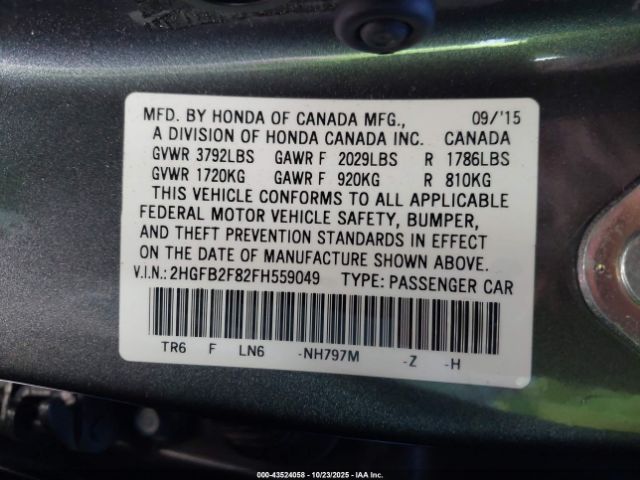 MFD. BY HONDA OF CANADA MFG., 09/'15
A DIVISION OF HONDA CANADA INC. CANADA
GVWR 3792LBS GAWR F 2029LBS R 1786LBS
GVWR 1720KG GAWR F 920KG R 810KG
THIS VEHICLE CONFORMS TO ALL APPLICABLE
FEDERAL MOTOR VEHICLE SAFETY, BUMPER,
AND THEFT PREVENTION STANDARDS IN EFFECT
ON THE DATE OF MANUFACTURE SHOWN ABOVE.
V.I.N.: 2HGFB2F82FH559049 TYPE: PASSENGER CAR
TR6 F LN6 -NH797M -Z -H
000-43524058 - 10/23/2025 - IAA Inc.